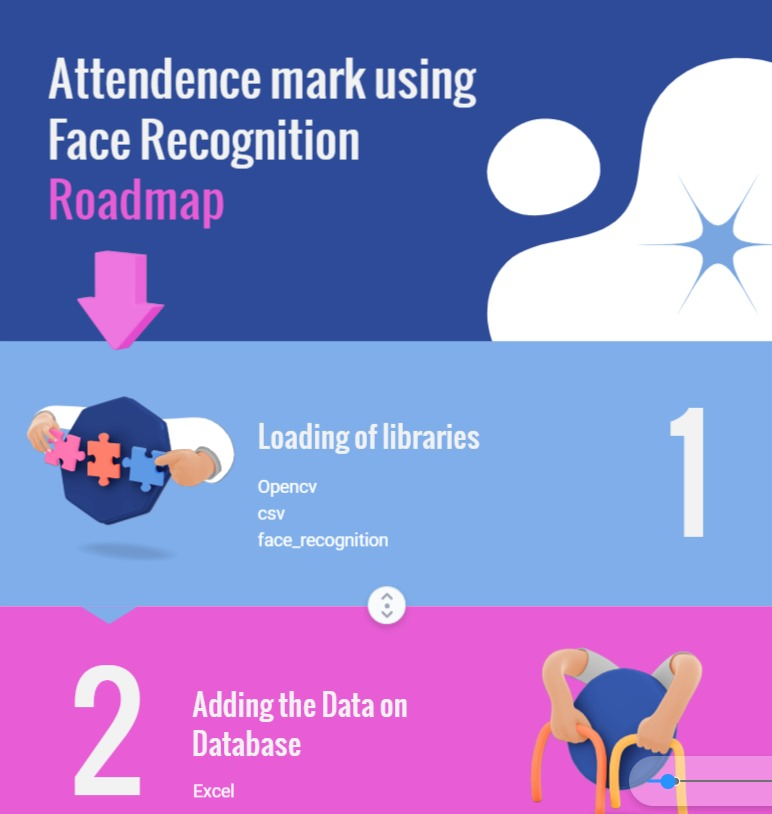 Attendence mark using
Face Recognition
Roadmap
Loading of libraries
Opencv
csv
face_recognition
1
2
Adding the Data on
Database
Excel